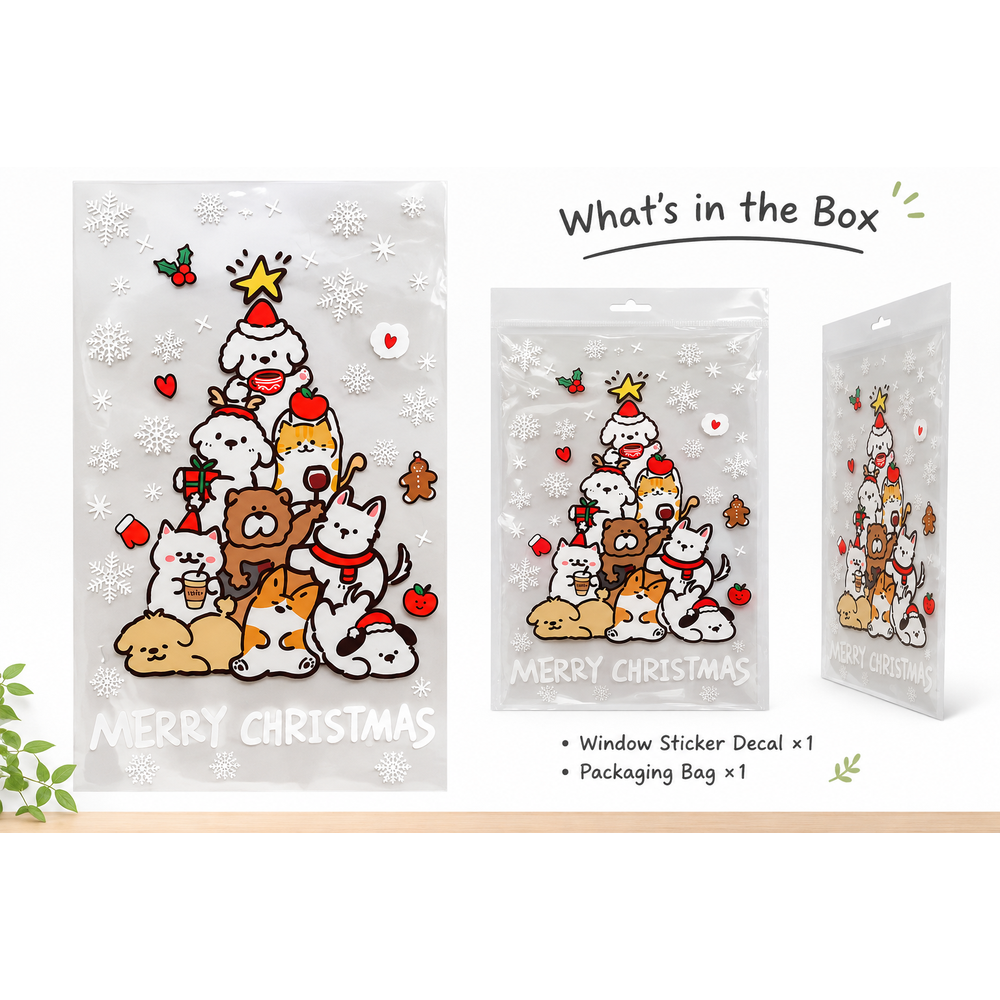 What's in the Box
MERRY CHRISTMAS
MERRY CHRISTMAS
MERRY CHRISTMAS
• Window Sticker Decal ×1
• Packaging Bag ×1